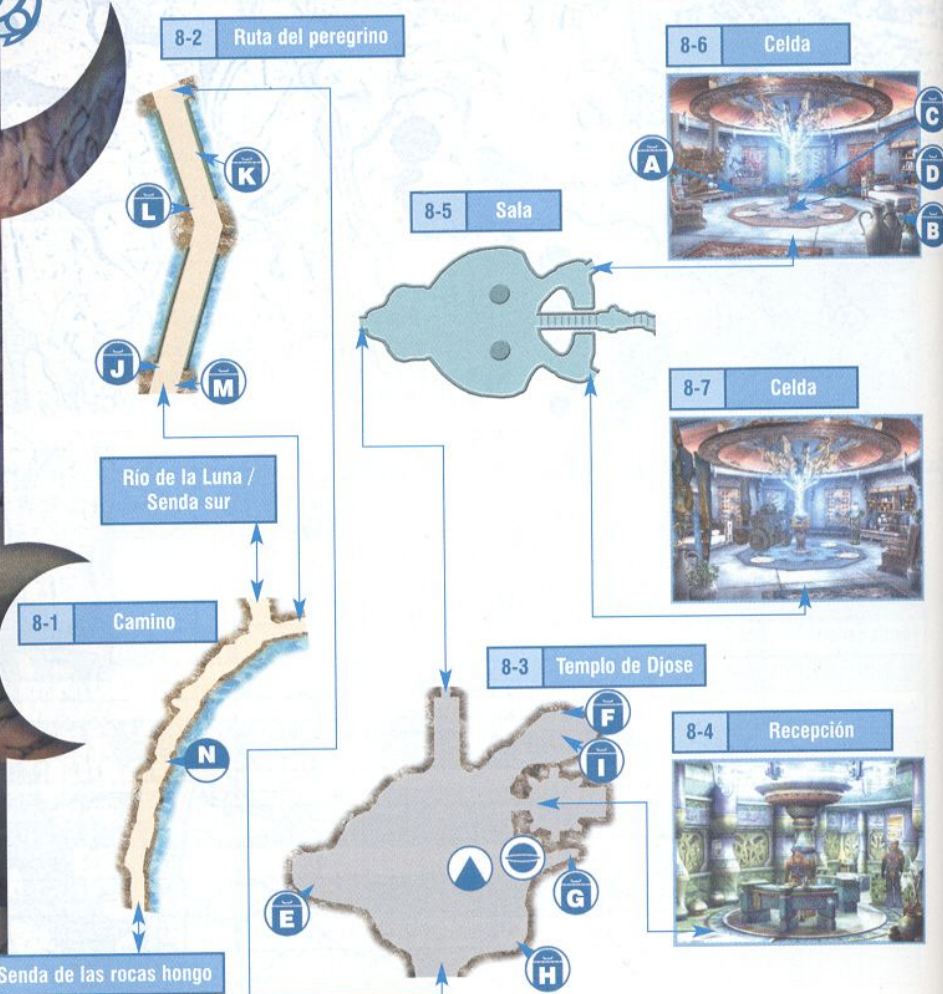 8-2 Ruta del peregrino
8-6 Celda
C
A
D
K
L
8-5 Sala
B
J
M
8-7 Celda
Río de la Luna /
Senda sur
8-1 Camino
8-3 Templo de Djose
F
8-4 Recepción
I
N
E
G
H
Senda de las rocas hongo